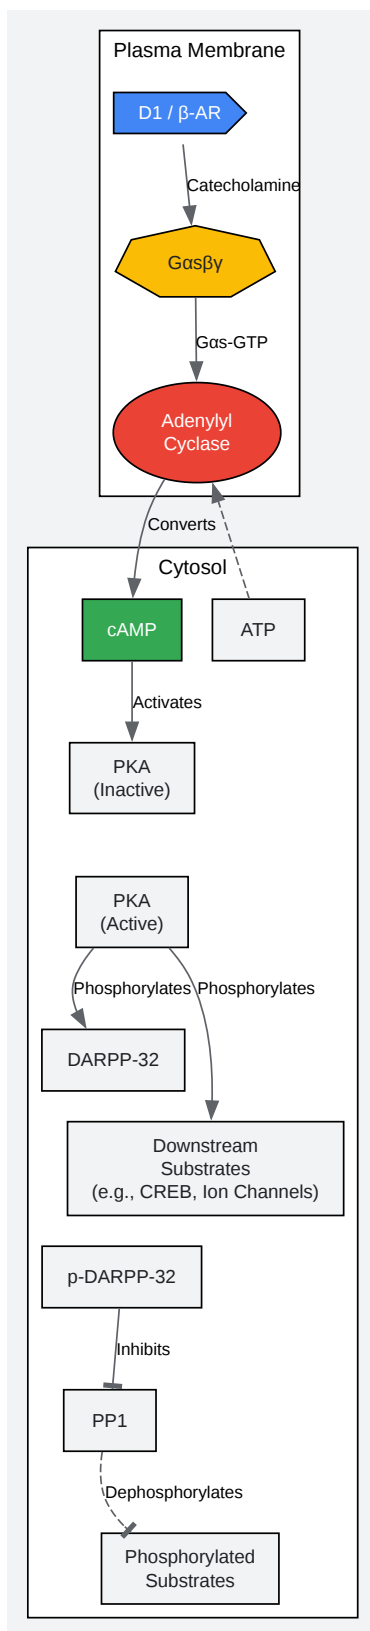 Plasma Membrane
D1 / β-AR
Catecholamine
Gαsβγ
Gαs-GTP
Adenylyl
Cyclase
Converts
Cytosol
cAMP
ATP
Activates
PKA
(Inactive)
PKA
(Active)
Phosphorylates
Phosphorylates
DARPP-32
Downstream
Substrates
(e.g., CREB, Ion Channels)
p-DARPP-32
Inhibits
PP1
Dephosphorylates
Phosphorylated
Substrates